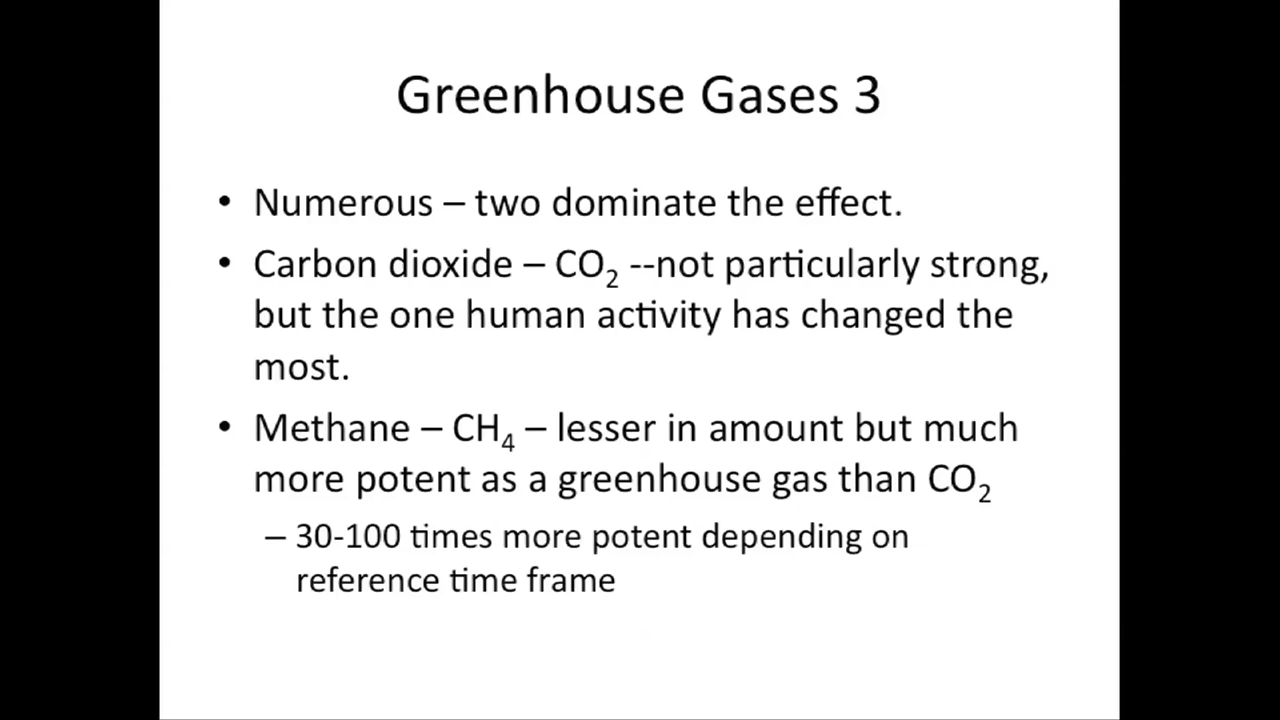 Greenhouse Gases 3
• Numerous – two dominate the effect.
• Carbon dioxide – CO₂ --not particularly strong,
but the one human activity has changed the
most.
• Methane – CH₄ – lesser in amount but much
more potent as a greenhouse gas than CO₂
– 30-100 times more potent depending on
reference time frame